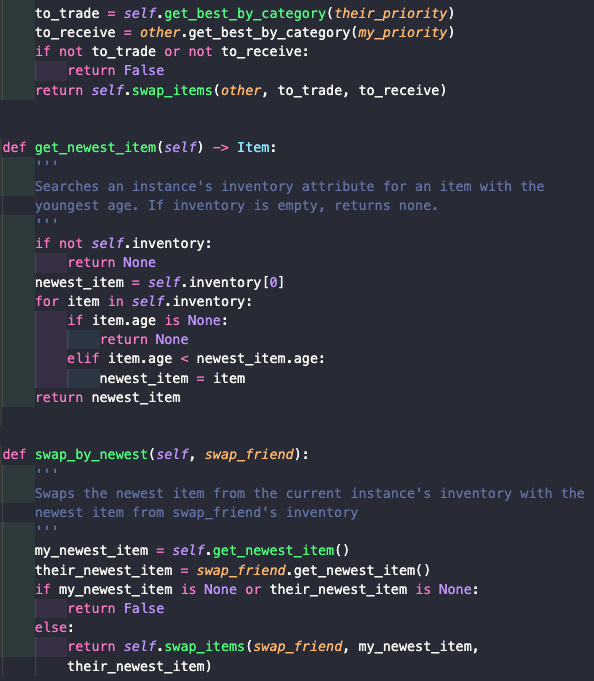 to_trade = self.get_best_by_category(their_priority)
to_receive = other.get_best_by_category(my_priority)
if not to_trade or not to_receive:
return False
return self.swap_items(other, to_trade, to_receive)
def get_newest_item(self) -> Item:
'''
Searches an instance's inventory attribute for an item with the
youngest age. If inventory is empty, returns none.
'''
if not self.inventory:
return None
newest_item = self.inventory[0]
for item in self.inventory:
if item.age is None:
return None
elif item.age < newest_item.age:
newest_item = item
return newest_item
def swap_by_newest(self, swap_friend):
'''
Swaps the newest item from the current instance's inventory with the
newest item from swap_friend's inventory
'''
my_newest_item = self.get_newest_item()
their_newest_item = swap_friend.get_newest_item()
if my_newest_item is None or their_newest_item is None:
return False
else:
return self.swap_items(swap_friend, my_newest_item,
their_newest_item)